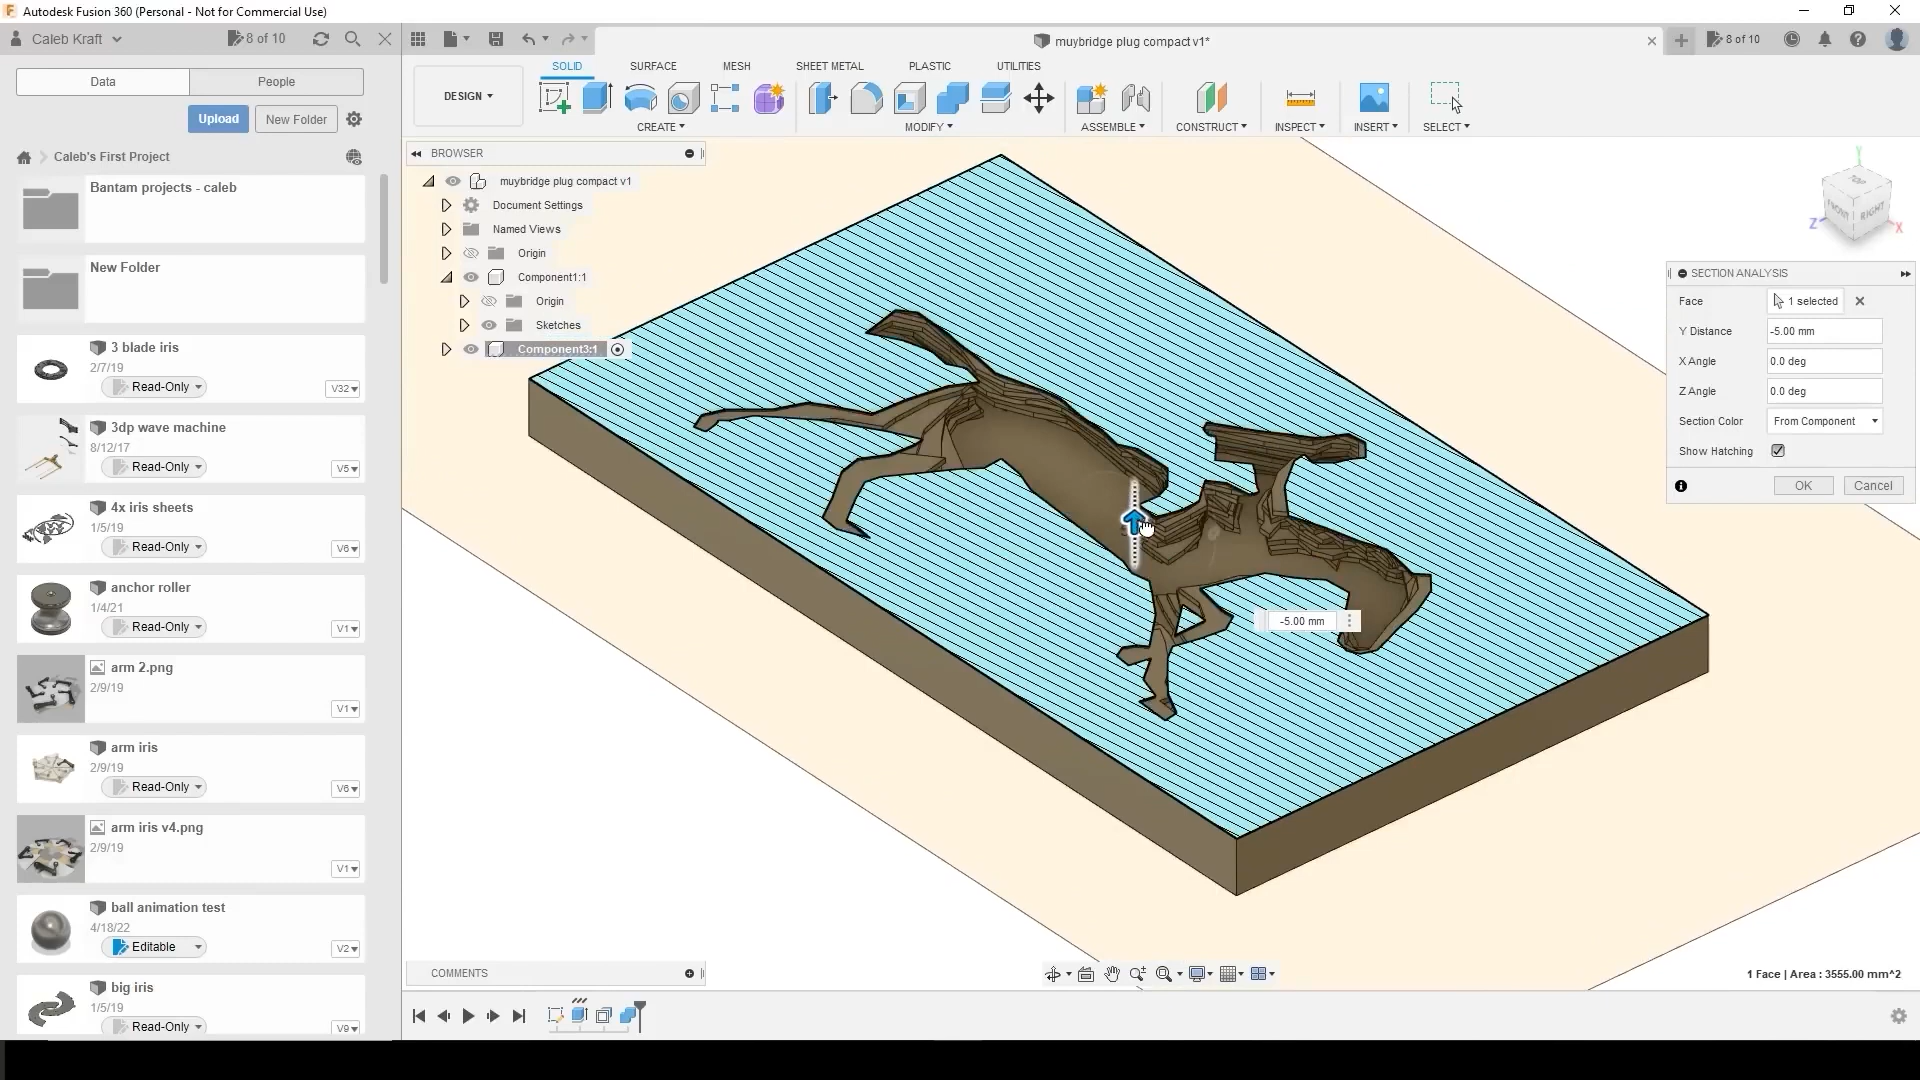 Autodesk Fusion 360 (Personal - Not for Commercial Use)
Caleb Kraft
8 of 10
muybridge plug compact v1*
8 of 10
Data
People
Upload
New Folder
Caleb's First Project
Bantam projects - caleb
New Folder
3 blade iris
2/7/19
Read-Only
V32
3dp wave machine
8/12/17
Read-Only
V5
4x iris sheets
1/5/19
Read-Only
V6
anchor roller
1/4/21
Read-Only
V1
arm 2.png
2/9/19
V1
arm iris
2/9/19
Read-Only
V6
arm iris v4.png
2/9/19
V1
ball animation test
4/18/22
Editable
V2
big iris
1/5/19
Read-Only
V9
DESIGN
SOLID
SURFACE
MESH
SHEET METAL
PLASTIC
UTILITIES
CREATE
MODIFY
ASSEMBLE
CONSTRUCT
INSPECT
INSERT
SELECT
BROWSER
muybridge plug compact v1
Document Settings
Named Views
Origin
Component1:1
Origin
Sketches
Component3:1
Y
TOP
FRONT
RIGHT
Z
X
SECTION ANALYSIS
Face
1 selected
Y Distance
-5.00 mm
X Angle
0.0 deg
Z Angle
0.0 deg
Section Color
From Component
Show Hatching
OK
Cancel
-5.00 mm
COMMENTS
1 Face | Area : 3555.00 mm^2